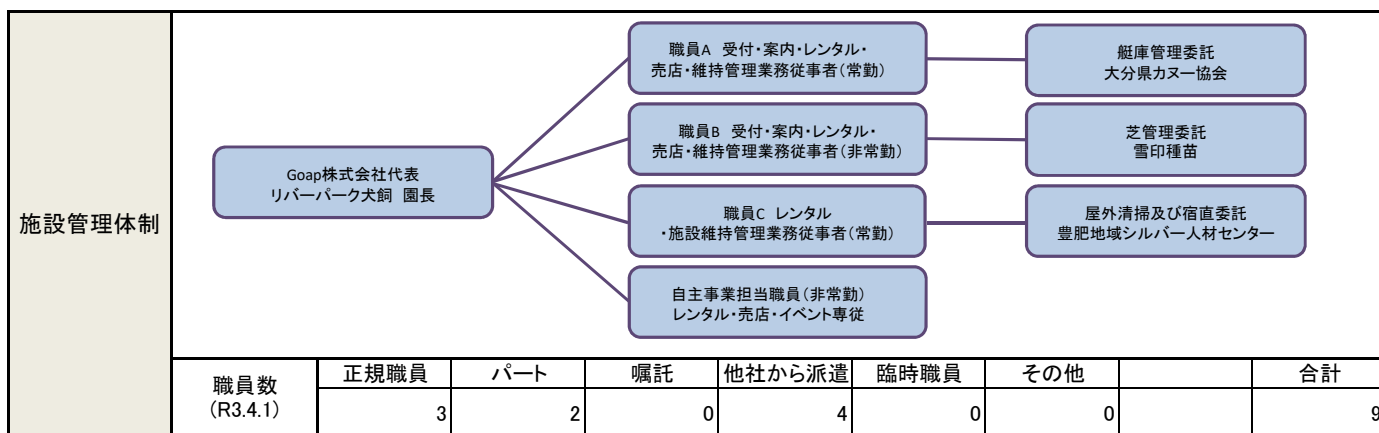 施設管理体制
Goap株式会社代表
リバーパーク犬飼 園長
職員A 受付・案内・レンタル・
売店・維持管理業務従事者(常勤)
艇庫管理委託
大分県カヌー協会
職員B 受付・案内・レンタル・
売店・維持管理業務従事者(非常勤)
芝管理委託
雪印種苗
職員C レンタル
・施設維持管理業務従事者(常勤)
屋外清掃及び宿直委託
豊肥地域シルバー人材センター
自主事業担当職員(非常勤)
レンタル・売店・イベント専従
職員数
(R3.4.1)
正規職員 パート 嘱託 他社から派遣 臨時職員 その他 合計
3 2 0 4 0 0 9